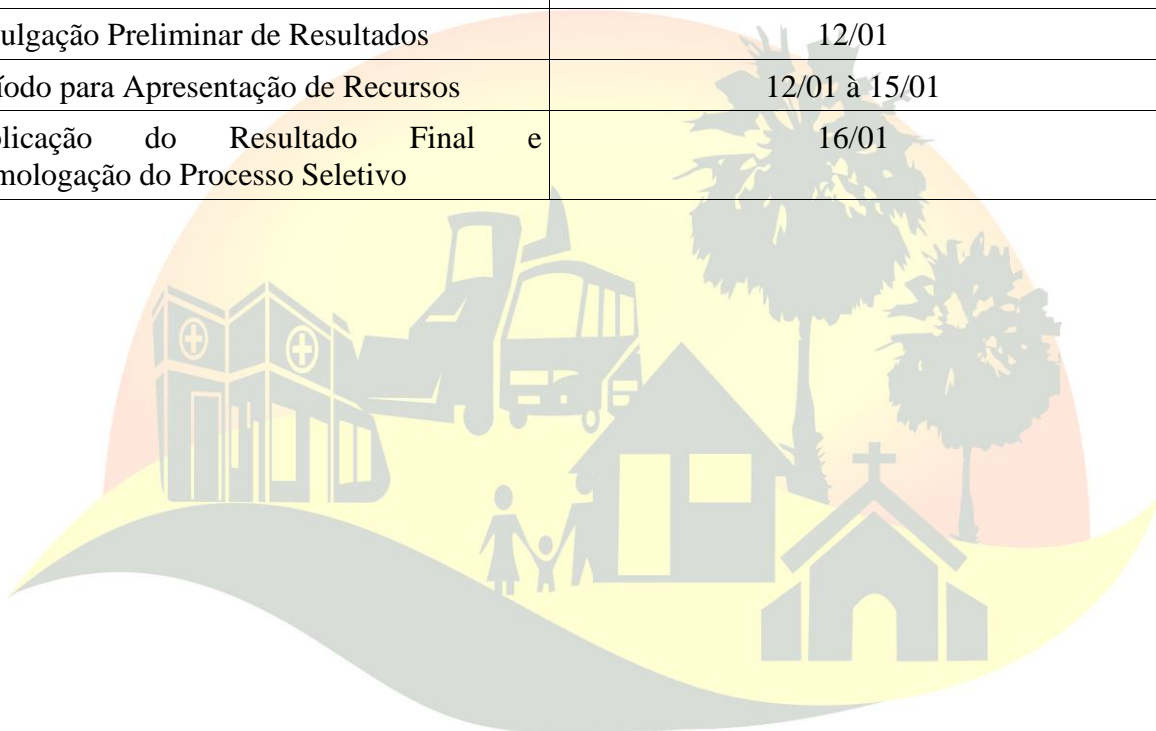 ulgação Preliminar de Resultados 12/01
íodo para Apresentação de Recursos 12/01 à 15/01
licação do Resultado Final e 16/01
mologação do Processo Seletivo